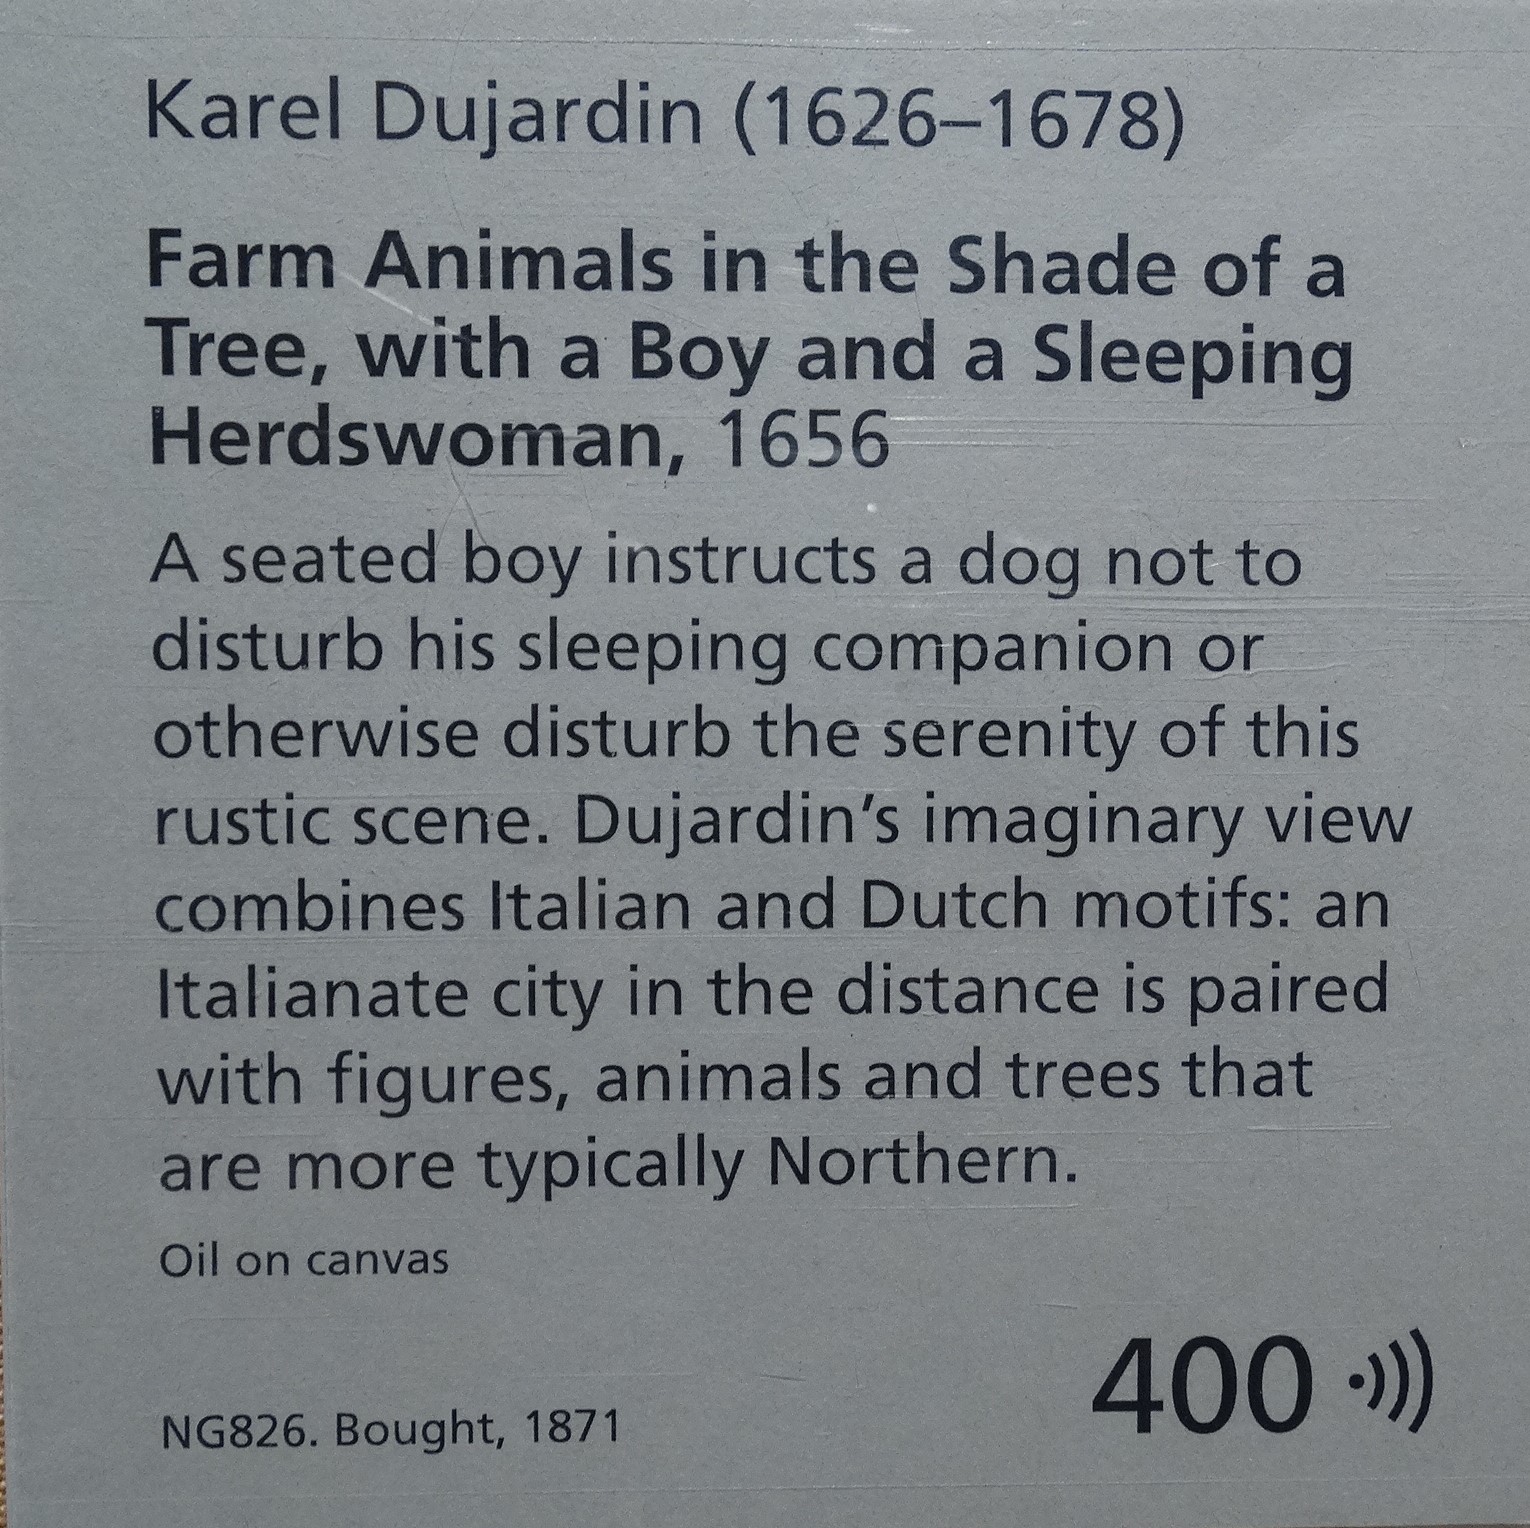 Karel Dujardin (1626–1678)
Farm Animals in the Shade of a
Tree, with a Boy and a Sleeping
Herdswoman, 1656
A seated boy instructs a dog not to
disturb his sleeping companion or
otherwise disturb the serenity of this
rustic scene. Dujardin’s imaginary view
combines Italian and Dutch motifs: an
Italianate city in the distance is paired
with figures, animals and trees that
are more typically Northern.
Oil on canvas
400
NG826. Bought, 1871